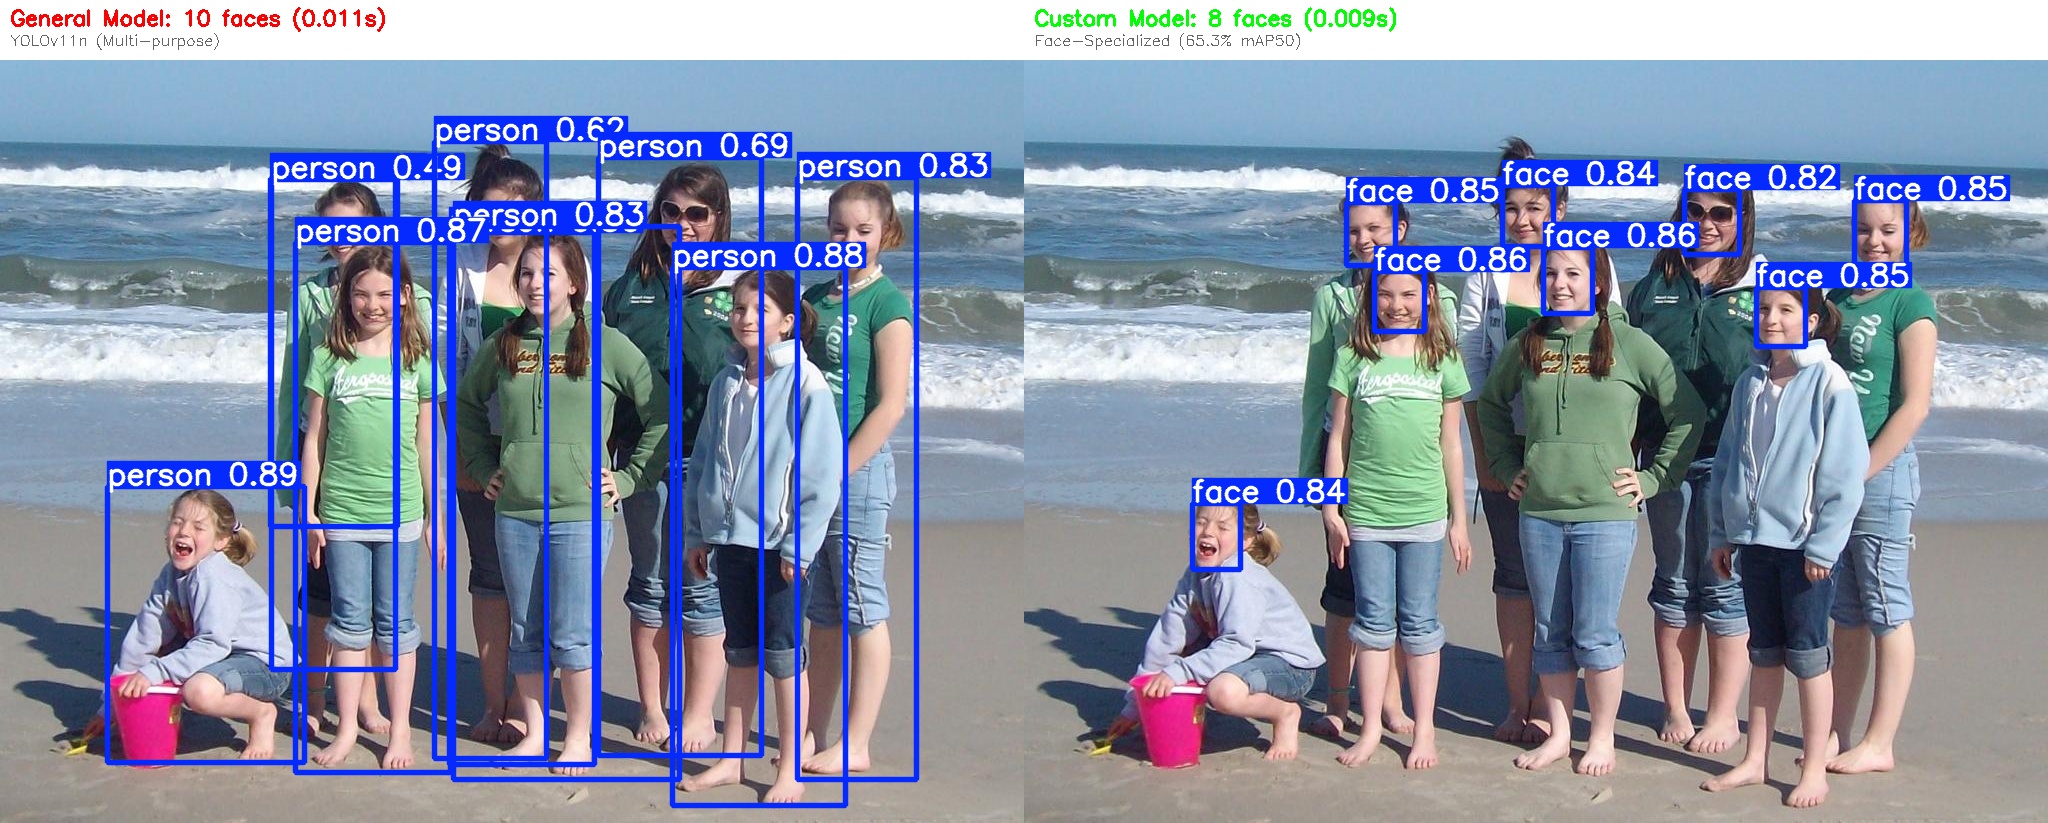 General Model: 10 faces (0.011s)
YOLOv11n (Multi-purpose)
person 0.62
person 0.69
person 0.49
person 0.83
person 0.83
person 0.87
person 0.88
person 0.89
Aeropostal
Custom Model: 8 faces (0.009s)
Face-Specialized (65.3% mAP50)
face 0.84
face 0.82
face 0.85
face 0.85
face 0.86
face 0.86
face 0.85
face 0.84
Aeropostal